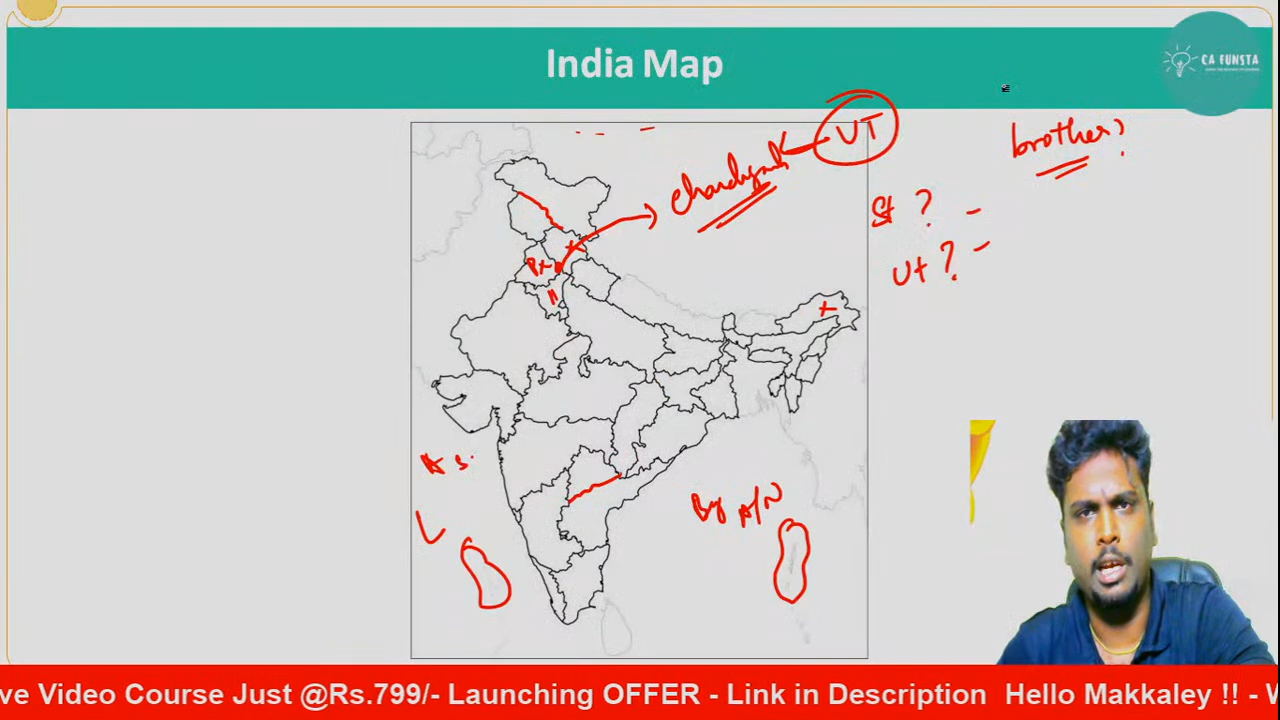 India Map
CA FUNSTA
UT
brother?
Chandigarh
St ? -
Ut ? -
A s.
L
By A/N
ve Video Course Just @Rs.799/- Launching OFFER - Link in Description Hello Makkaley !! - W